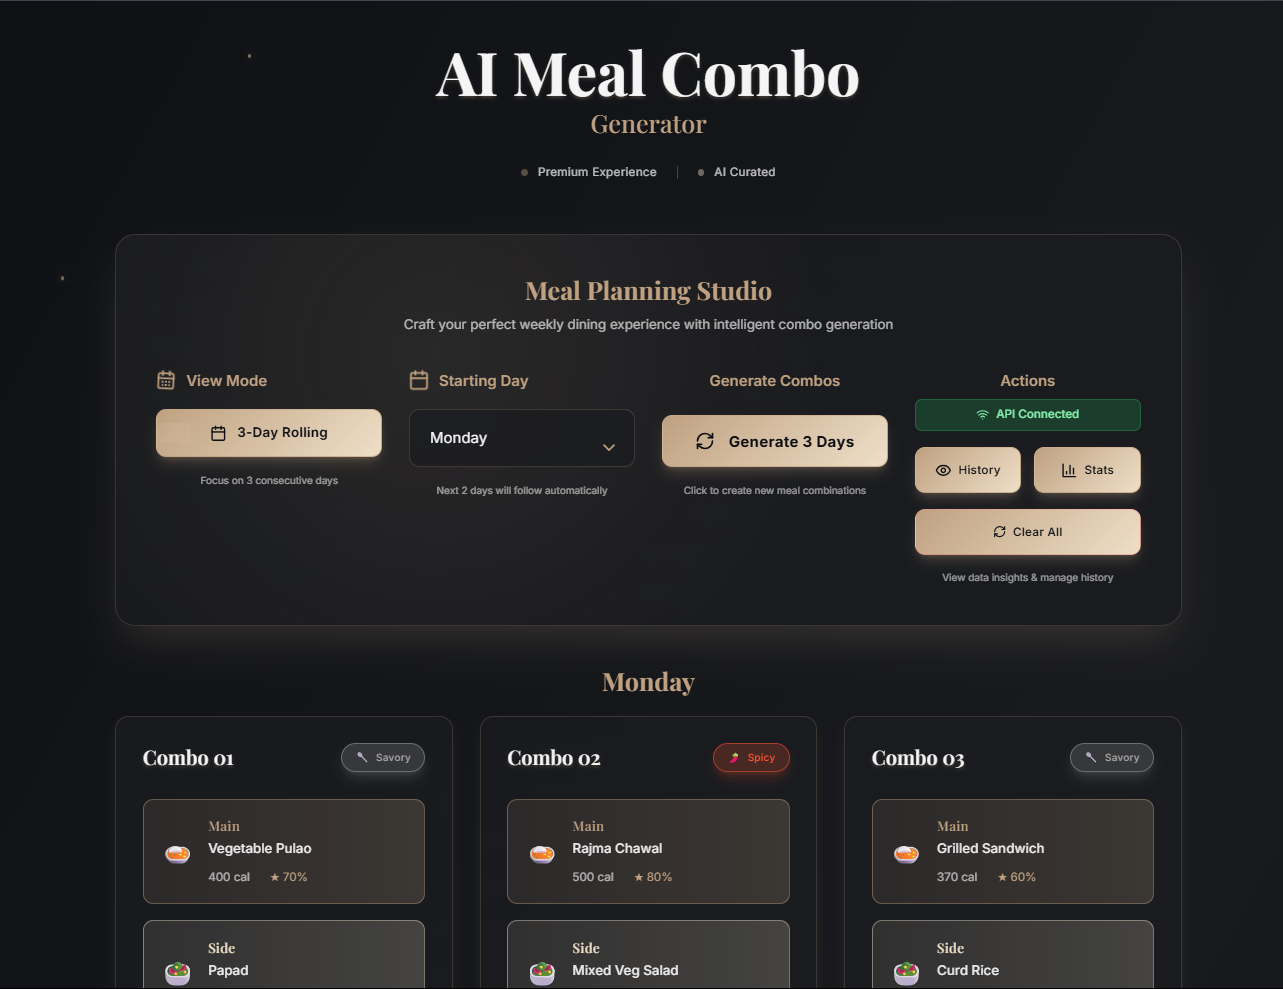 AI Meal Combo
Generator
Premium Experience
AI Curated
Meal Planning Studio
Craft your perfect weekly dining experience with intelligent combo generation
View Mode
3-Day Rolling
Focus on 3 consecutive days
Starting Day
Monday
Next 2 days will follow automatically
Generate Combos
Generate 3 Days
Click to create new meal combinations
Actions
API Connected
History
Stats
Clear All
View data insights & manage history
Monday
Combo 01
Savory
Main
Vegetable Pulao
400 cal ★ 70%
Side
Papad
Combo 02
Spicy
Main
Rajma Chawal
500 cal ★ 80%
Side
Mixed Veg Salad
Combo 03
Savory
Main
Grilled Sandwich
370 cal ★ 60%
Side
Curd Rice